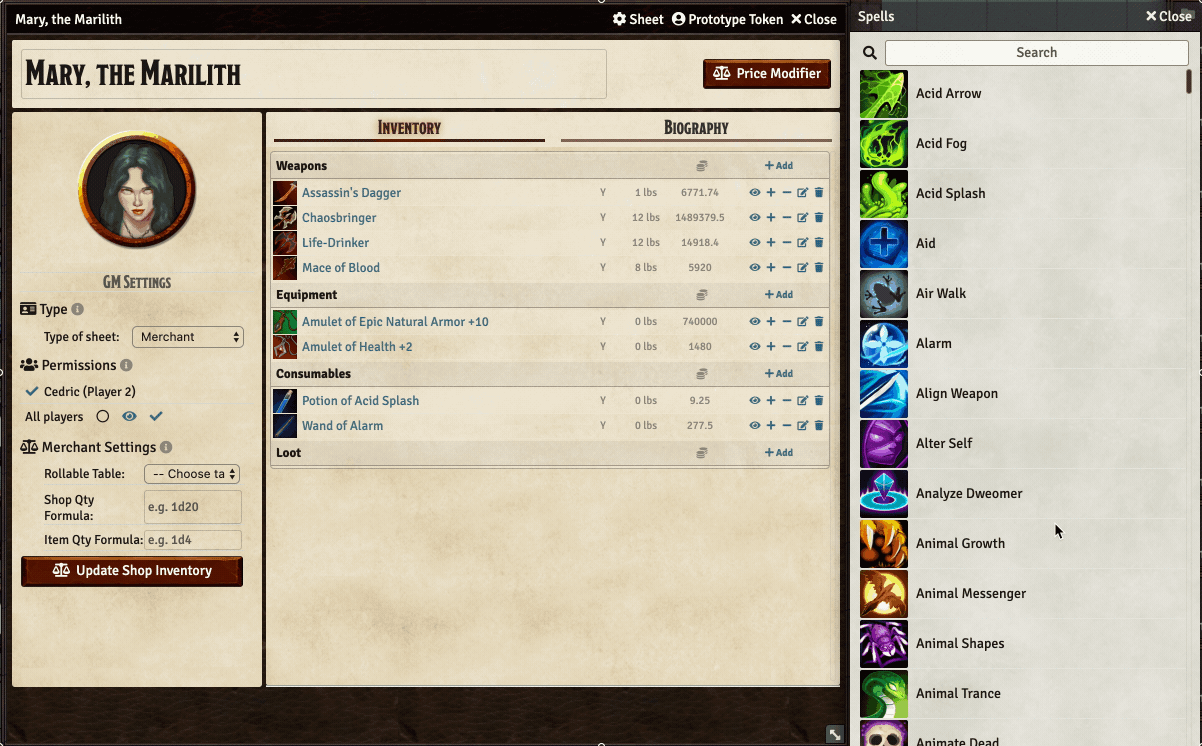 Mary, the Marilith
Sheet
Prototype Token
Close
Mary, the Marilith
Price Modifier
GM Settings
Type
Type of sheet: Merchant
Permissions
Cedric (Player 2)
All players
Merchant Settings
Rollable Table: -- Choose ta
Shop Qty
Formula:
e.g. 1d20
Item Qty Formula: e.g. 1d4
Update Shop Inventory
Inventory
Biography
Weapons + Add
Assassin's Dagger Y 1 lbs 6771.74
Chaosbringer Y 12 lbs 1489379.5
Life-Drinker Y 12 lbs 14918.4
Mace of Blood Y 8 lbs 5920
Equipment + Add
Amulet of Epic Natural Armor +10 Y 0 lbs 740000
Amulet of Health +2 Y 0 lbs 1480
Consumables + Add
Potion of Acid Splash Y 0 lbs 9.25
Wand of Alarm Y 0 lbs 277.5
Loot + Add
Spells
Close
Search
Acid Arrow
Acid Fog
Acid Splash
Aid
Air Walk
Alarm
Align Weapon
Alter Self
Analyze Dweomer
Animal Growth
Animal Messenger
Animal Shapes
Animal Trance
Animate Dead